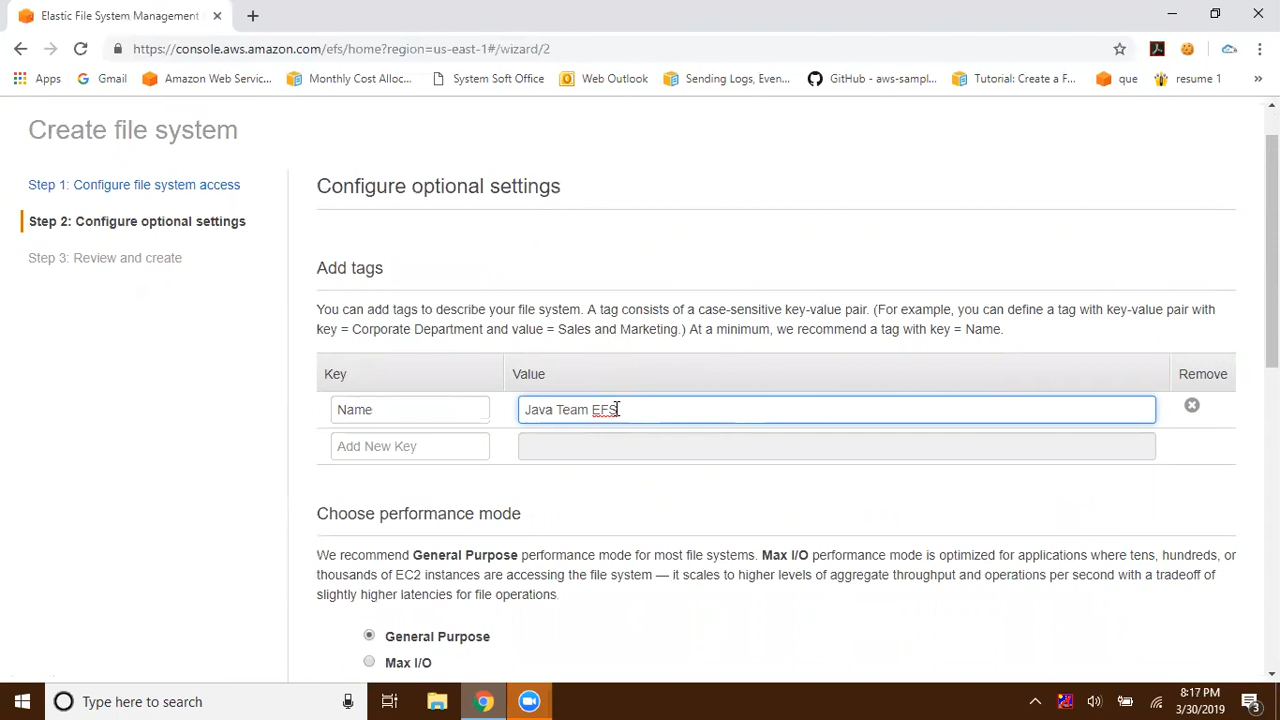 Elastic File System Management
https://console.aws.amazon.com/efs/home?region=us-east-1#/wizard/2
Apps
Gmail
Amazon Web Servic...
Monthly Cost Alloc...
System Soft Office
Web Outlook
Sending Logs, Even...
GitHub - aws-sampl...
Tutorial: Create a F...
que
resume 1
»
Create file system
Step 1: Configure file system access
Step 2: Configure optional settings
Step 3: Review and create
Configure optional settings
Add tags
You can add tags to describe your file system. A tag consists of a case-sensitive key-value pair. (For example, you can define a tag with key-value pair with
key = Corporate Department and value = Sales and Marketing.) At a minimum, we recommend a tag with key = Name.
Key Value Remove
Name Java Team EFS
Add New Key
Choose performance mode
We recommend General Purpose performance mode for most file systems. Max I/O performance mode is optimized for applications where tens, hundreds, or
thousands of EC2 instances are accessing the file system — it scales to higher levels of aggregate throughput and operations per second with a tradeoff of
slightly higher latencies for file operations.
General Purpose
Max I/O
Type here to search
8:17 PM
3/30/2019
3